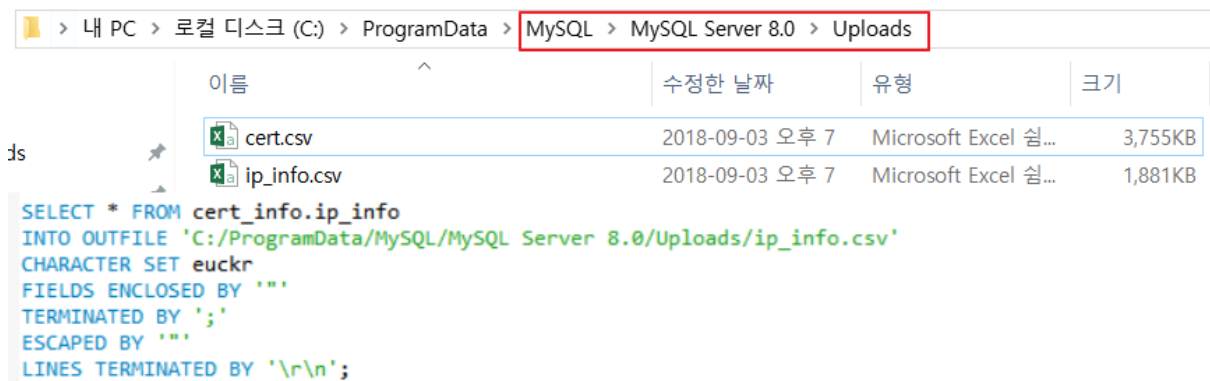 내 PC > 로컬 디스크 (C:) > ProgramData > MySQL > MySQL Server 8.0 > Uploads
이름 수정한 날짜 유형 크기
cert.csv 2018-09-03 오후 7 Microsoft Excel 쉼... 3,755KB
ds
ip_info.csv 2018-09-03 오후 7 Microsoft Excel 쉼... 1,881KB
SELECT * FROM cert_info.ip_info
INTO OUTFILE 'C:/ProgramData/MySQL/MySQL Server 8.0/Uploads/ip_info.csv'
CHARACTER SET euckr
FIELDS ENCLOSED BY '"'
TERMINATED BY ';'
ESCAPED BY '"'
LINES TERMINATED BY '\r\n';